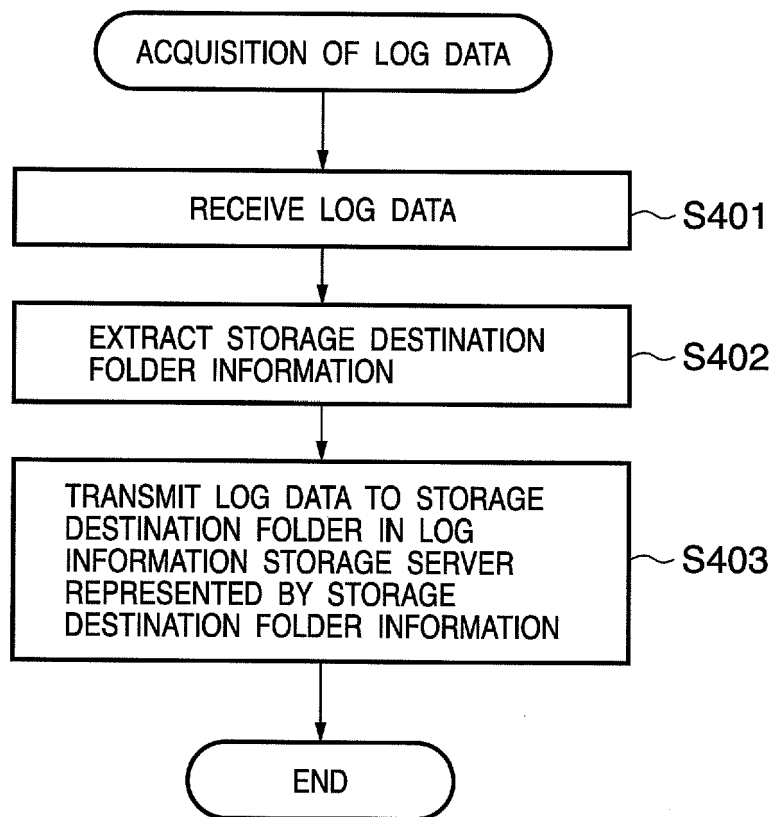 ACQUISITION OF LOG DATA
RECEIVE LOG DATA
S401
EXTRACT STORAGE DESTINATION
FOLDER INFORMATION
S402
TRANSMIT LOG DATA TO STORAGE
DESTINATION FOLDER IN LOG
INFORMATION STORAGE SERVER
REPRESENTED BY STORAGE
DESTINATION FOLDER INFORMATION
S403
END